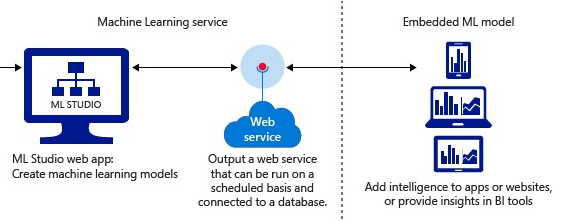 Machine Learning service
Embedded ML model
ML STUDIO
Web
service
ML Studio web app:
Create machine learning models
Output a web service
that can be run on a
scheduled basis and
connected to a database.
Add intelligence to apps or websites,
or provide insights in BI tools